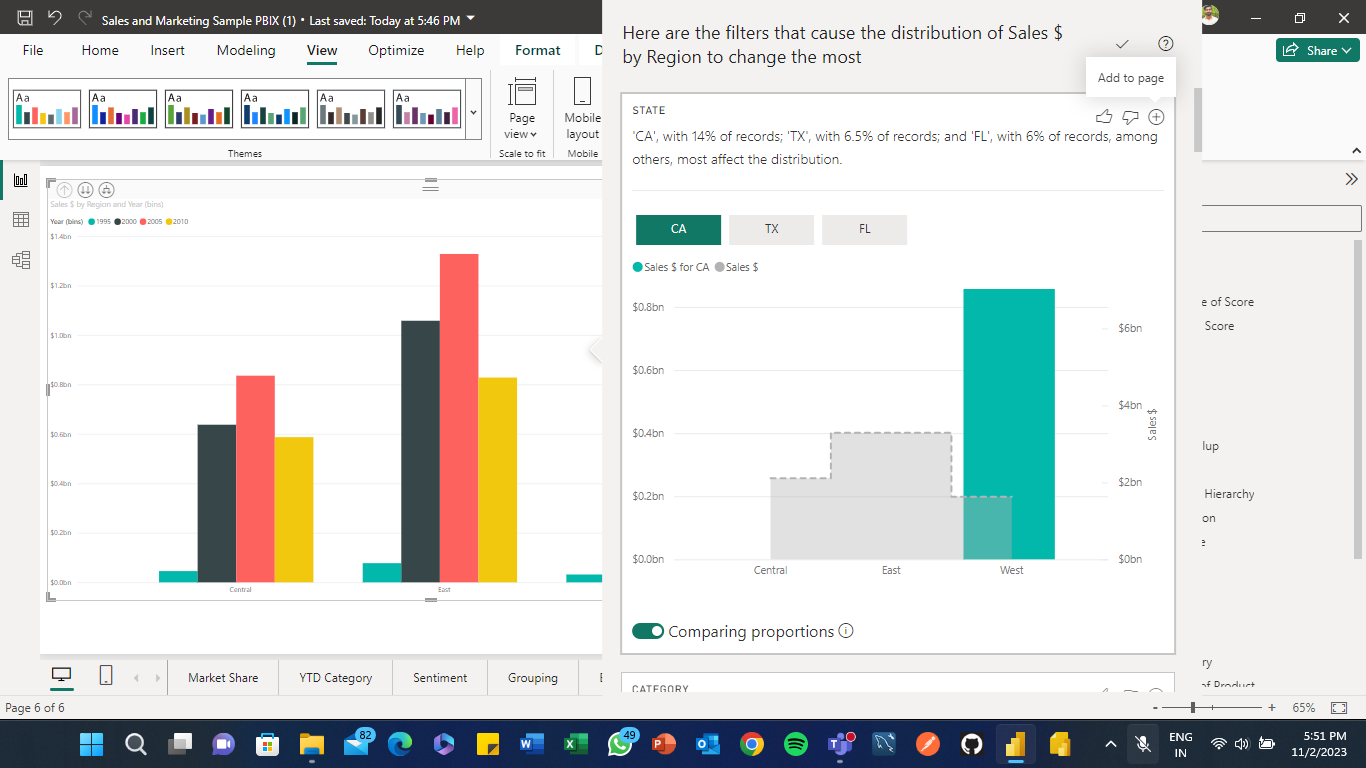 Sales and Marketing Sample PBIX (1) • Last saved: Today at 5:46 PM
File Home Insert Modeling View Optimize Help Format
Share
Aa Aa Aa Aa Aa Aa
Page view
Mobile layout
Themes Scale to fit Mobile
Sales $ by Region and Year (bins)
Year (bins) 1995 2000 2005 2010
$1.4bn
$1.2bn
$1.0bn
$0.8bn
$0.6bn
$0.4bn
$0.2bn
$0.0bn
Central East
Here are the filters that cause the distribution of Sales $
by Region to change the most
Add to page
STATE
'CA', with 14% of records; 'TX', with 6.5% of records; and 'FL', with 6% of records, among
others, most affect the distribution.
CA TX FL
Sales $ for CA Sales $
$0.8bn
$0.6bn
$0.4bn
$0.2bn
$0.0bn
$6bn
$4bn
$2bn
$0bn
Sales $
Central East West
Comparing proportions
CATEGORY
e of Score
Score
lup
Hierarchy
on
e
ry
of Product
Market Share YTD Category Sentiment Grouping
Page 6 of 6
- + 65%
82
49
ENG
IN
5:51 PM
11/2/2023